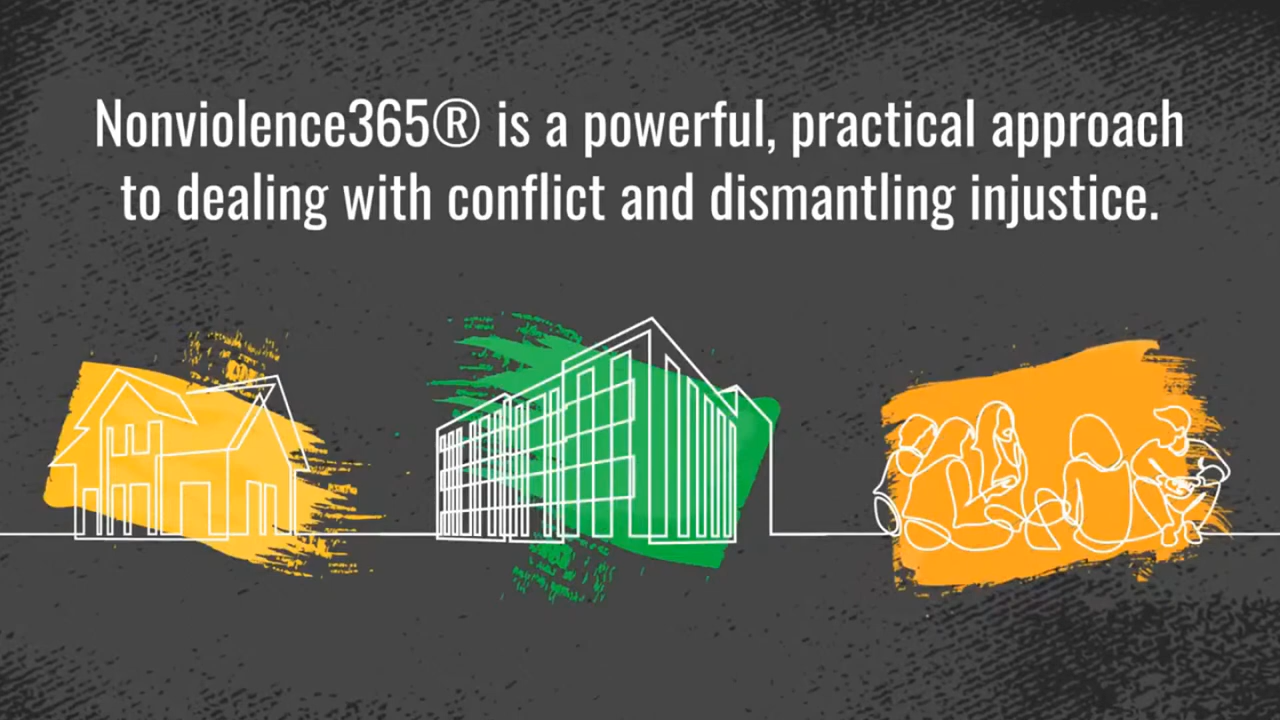 Nonviolence365® is a powerful, practical approach
to dealing with conflict and dismantling injustice.